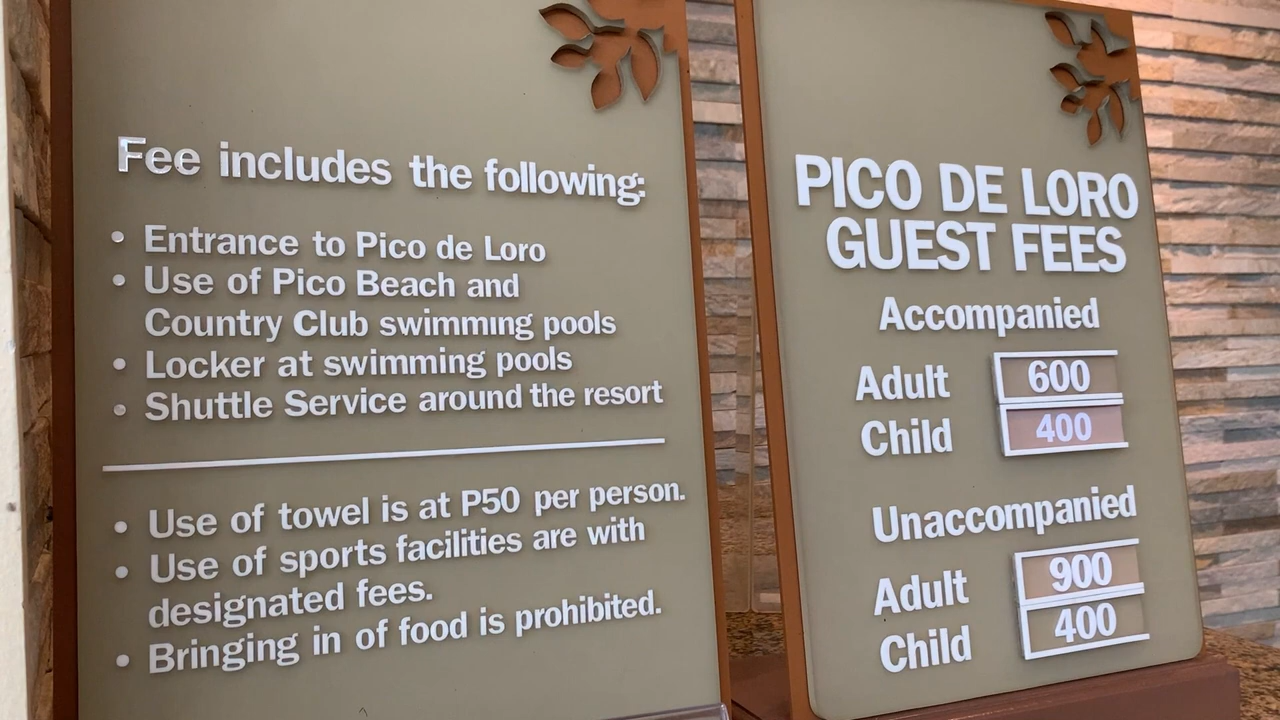 Fee includes the following:
• Entrance to Pico de Loro
• Use of Pico Beach and
Country Club swimming pools
• Locker at swimming pools
• Shuttle Service around the resort
• Use of towel is at P50 per person.
• Use of sports facilities are with
designated fees.
• Bringing in of food is prohibited.
PICO DE LORO
GUEST FEES
Accompanied
Adult 600
Child 400
Unaccompanied
Adult 900
Child 400